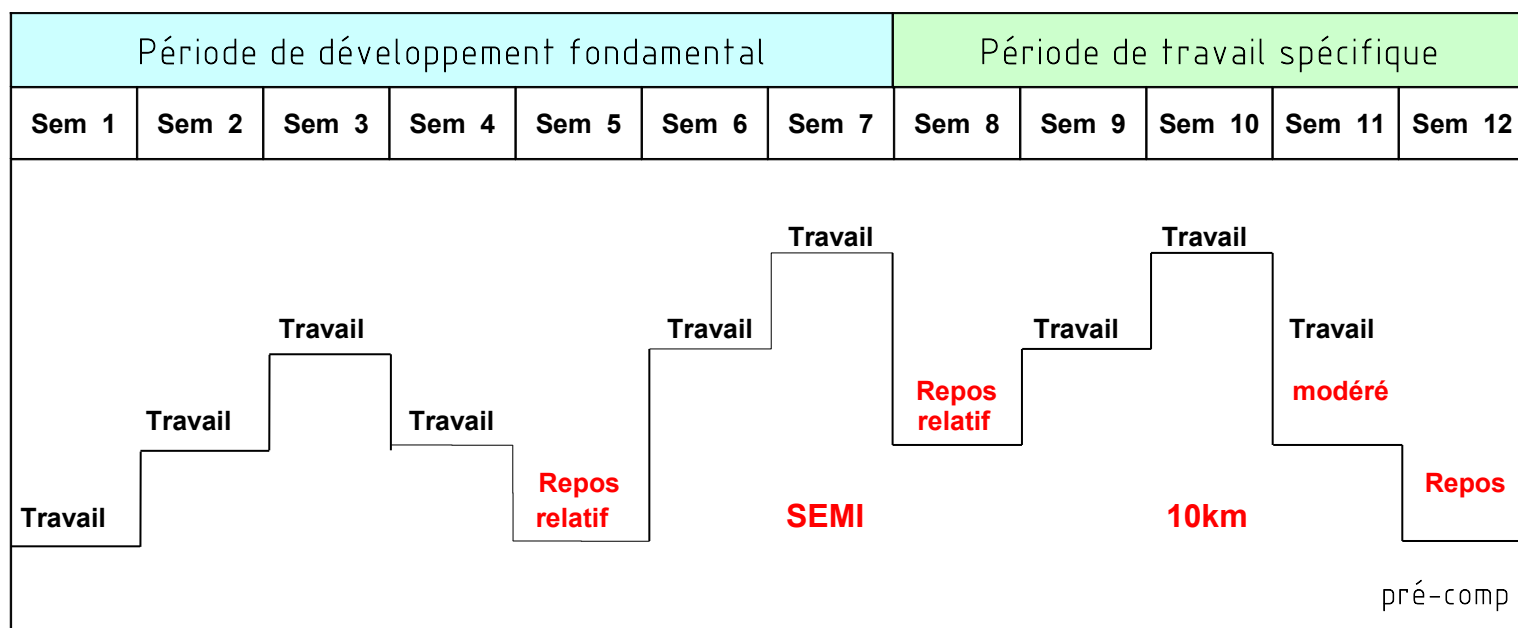 Période de développement fondamental
Période de travail spécifique
Sem 1
Sem 2
Sem 3
Sem 4
Sem 5
Sem 6
Sem 7
Sem 8
Sem 9
Sem 10
Sem 11
Sem 12
Travail
Travail
Travail
Travail
Repos
relatif
Travail
Travail
SEMI
Repos
relatif
Travail
Travail
10km
Travail
modéré
Repos
pré-comp